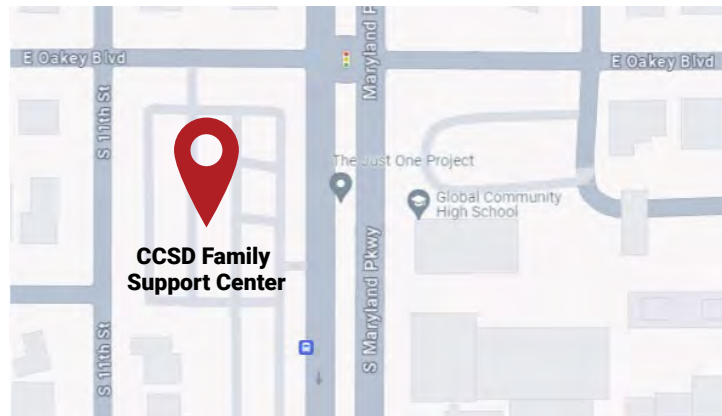 E Oakey Blvd
E Oakey Blvd
S 11th St
The Just One Project
Global Community
High School
CCSD Family
Support Center
S Maryland Pkwy
S 11th St